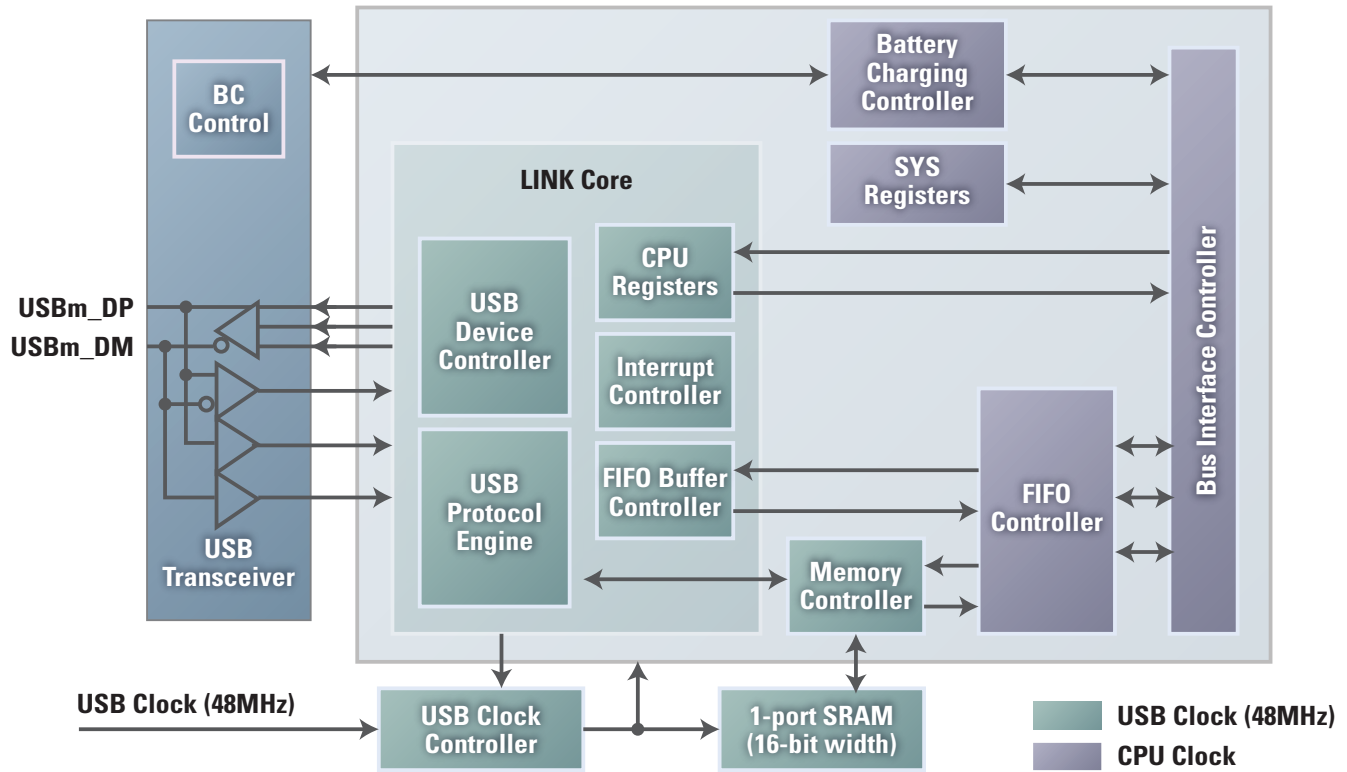 BC
Control
Battery
Charging
Controller
SYS
Registers
LINK Core
CPU
Registers
USB
Device
Controller
USBm_DP
USBm_DM
Interrupt
Controller
Bus Interface Controller
USB
Protocol
Engine
FIFO Buffer
Controller
FIFO
Controller
USB
Transceiver
Memory
Controller
USB Clock (48MHz)
USB Clock
Controller
1-port SRAM
(16-bit width)
USB Clock (48MHz)
CPU Clock